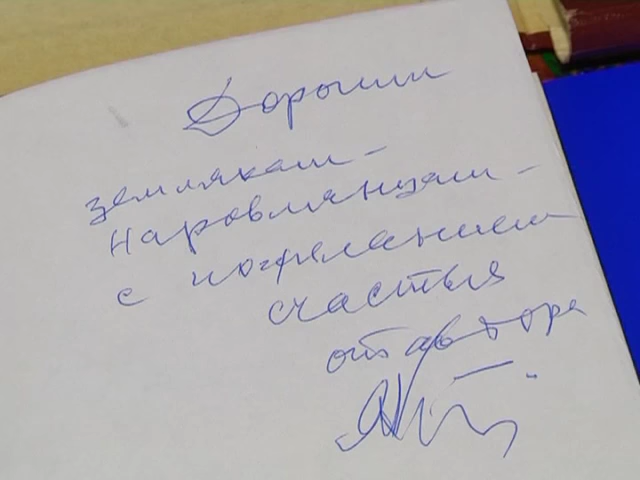 Дорогим
землякам –
наровлянцам –
с пожеланием
счастья
от автора